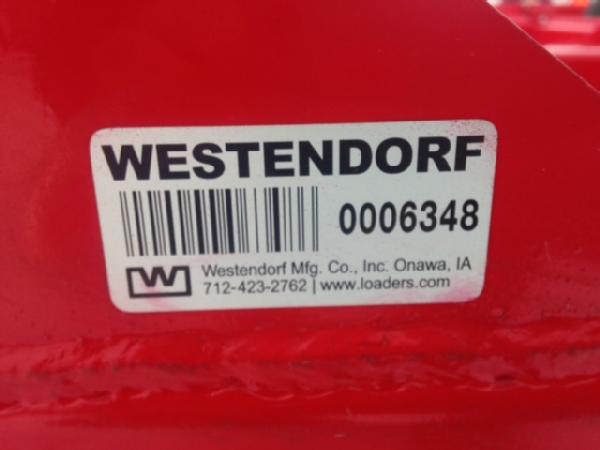 WESTENDORF
0006348
W
Westendorf Mfg. Co., Inc. Onawa, IA
712-423-2762 | www.loaders.com